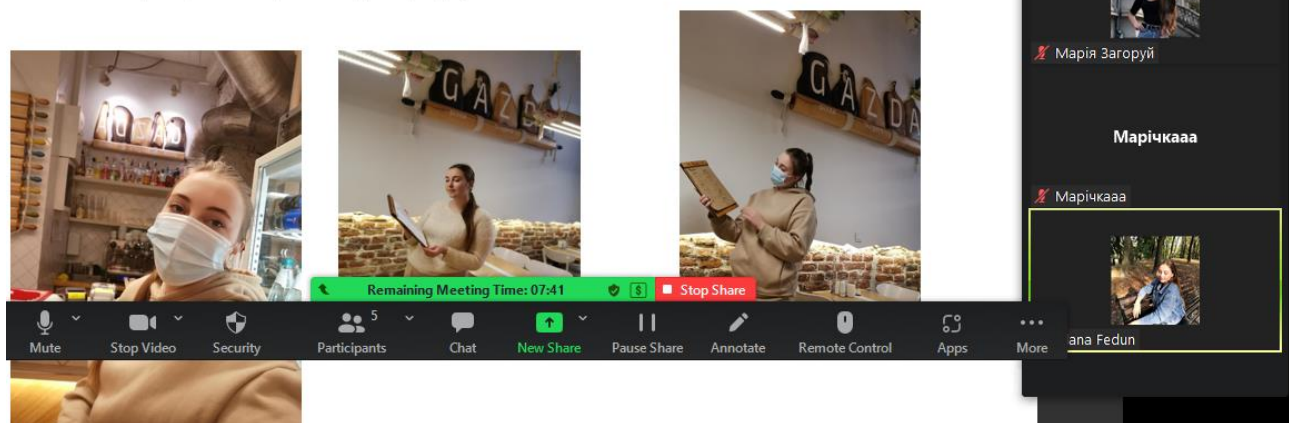 GAZDA
GAZDA
GAZDA
Марія Загоруй
Марічкааа
Марічкааа
ana Fedun
Remaining Meeting Time: 07:41
Stop Share
Mute
Stop Video
Security
Participants
5
Chat
New Share
Pause Share
Annotate
Remote Control
Apps
More